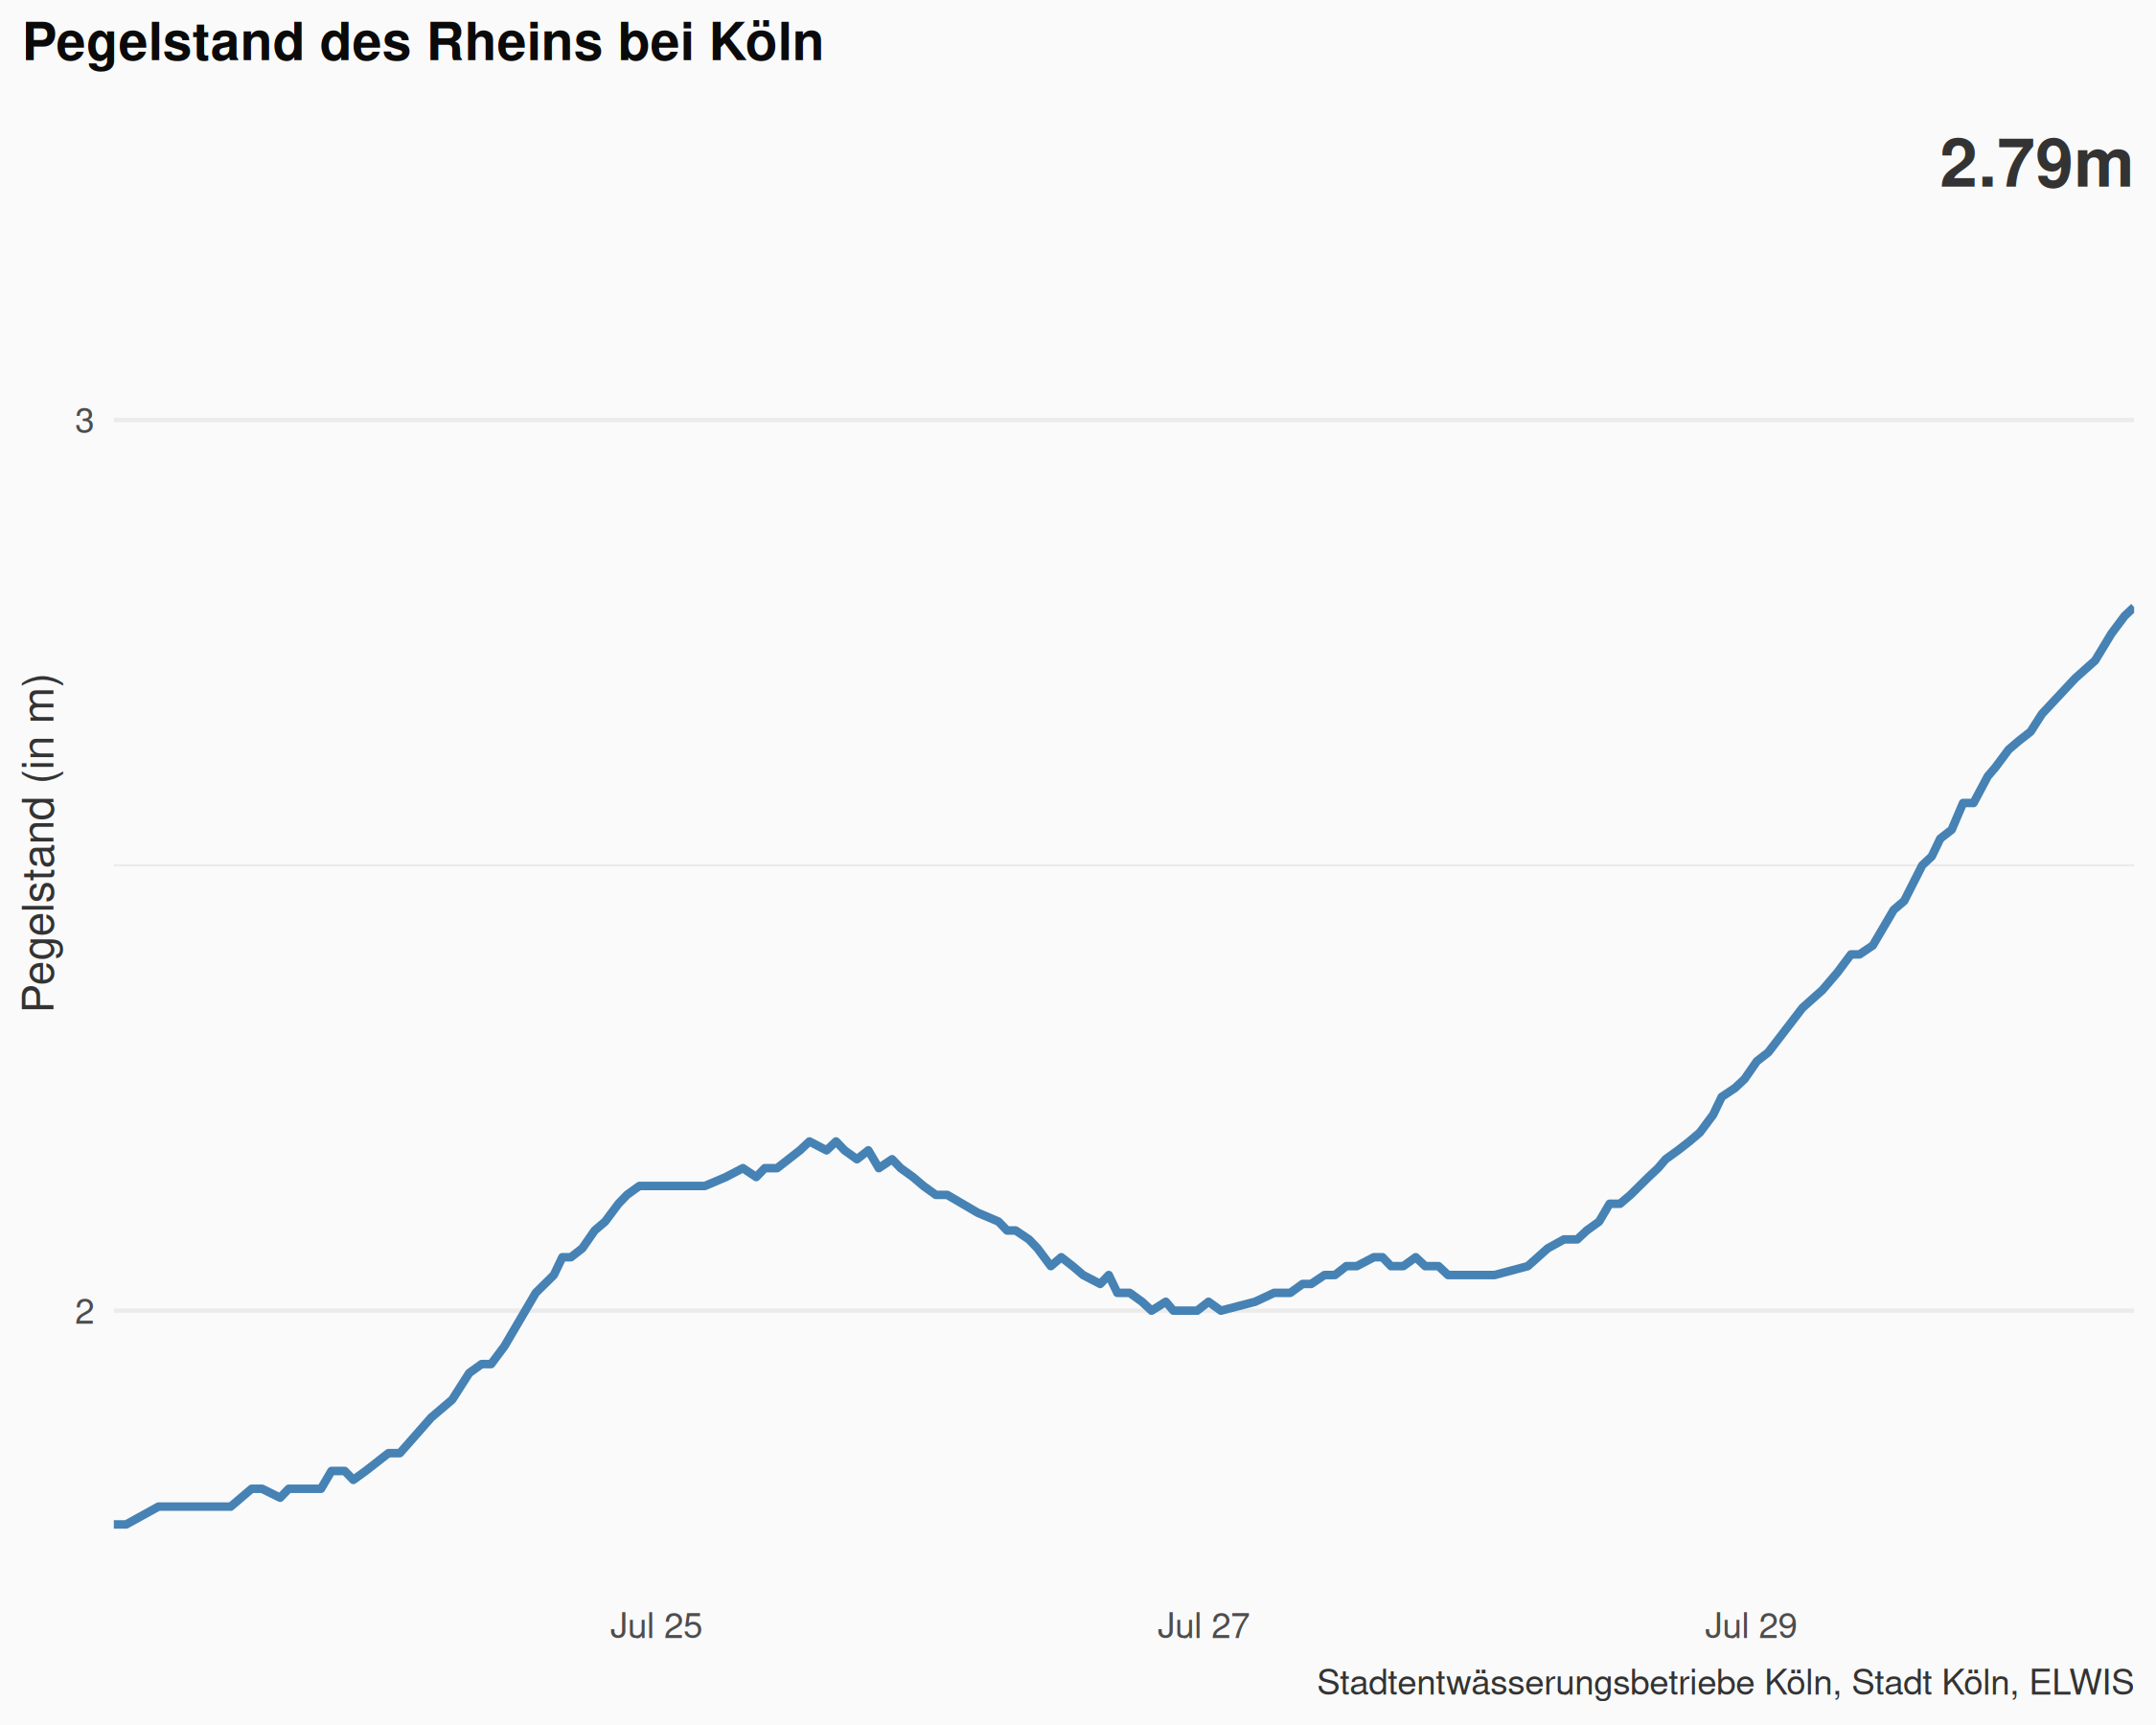 Pegelstand des Rheins bei Köln
2.79m
3
Pegelstand (in m)
2
Jul 25 Jul 27 Jul 29
Stadtentwässerungsbetriebe Köln, Stadt Köln, ELWIS